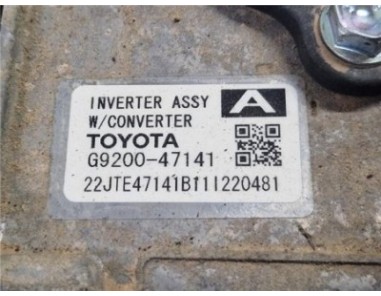 INVERTER ASSY A
W/CONVERTER
TOYOTA
G9200-47141
22JTE47141B111220481